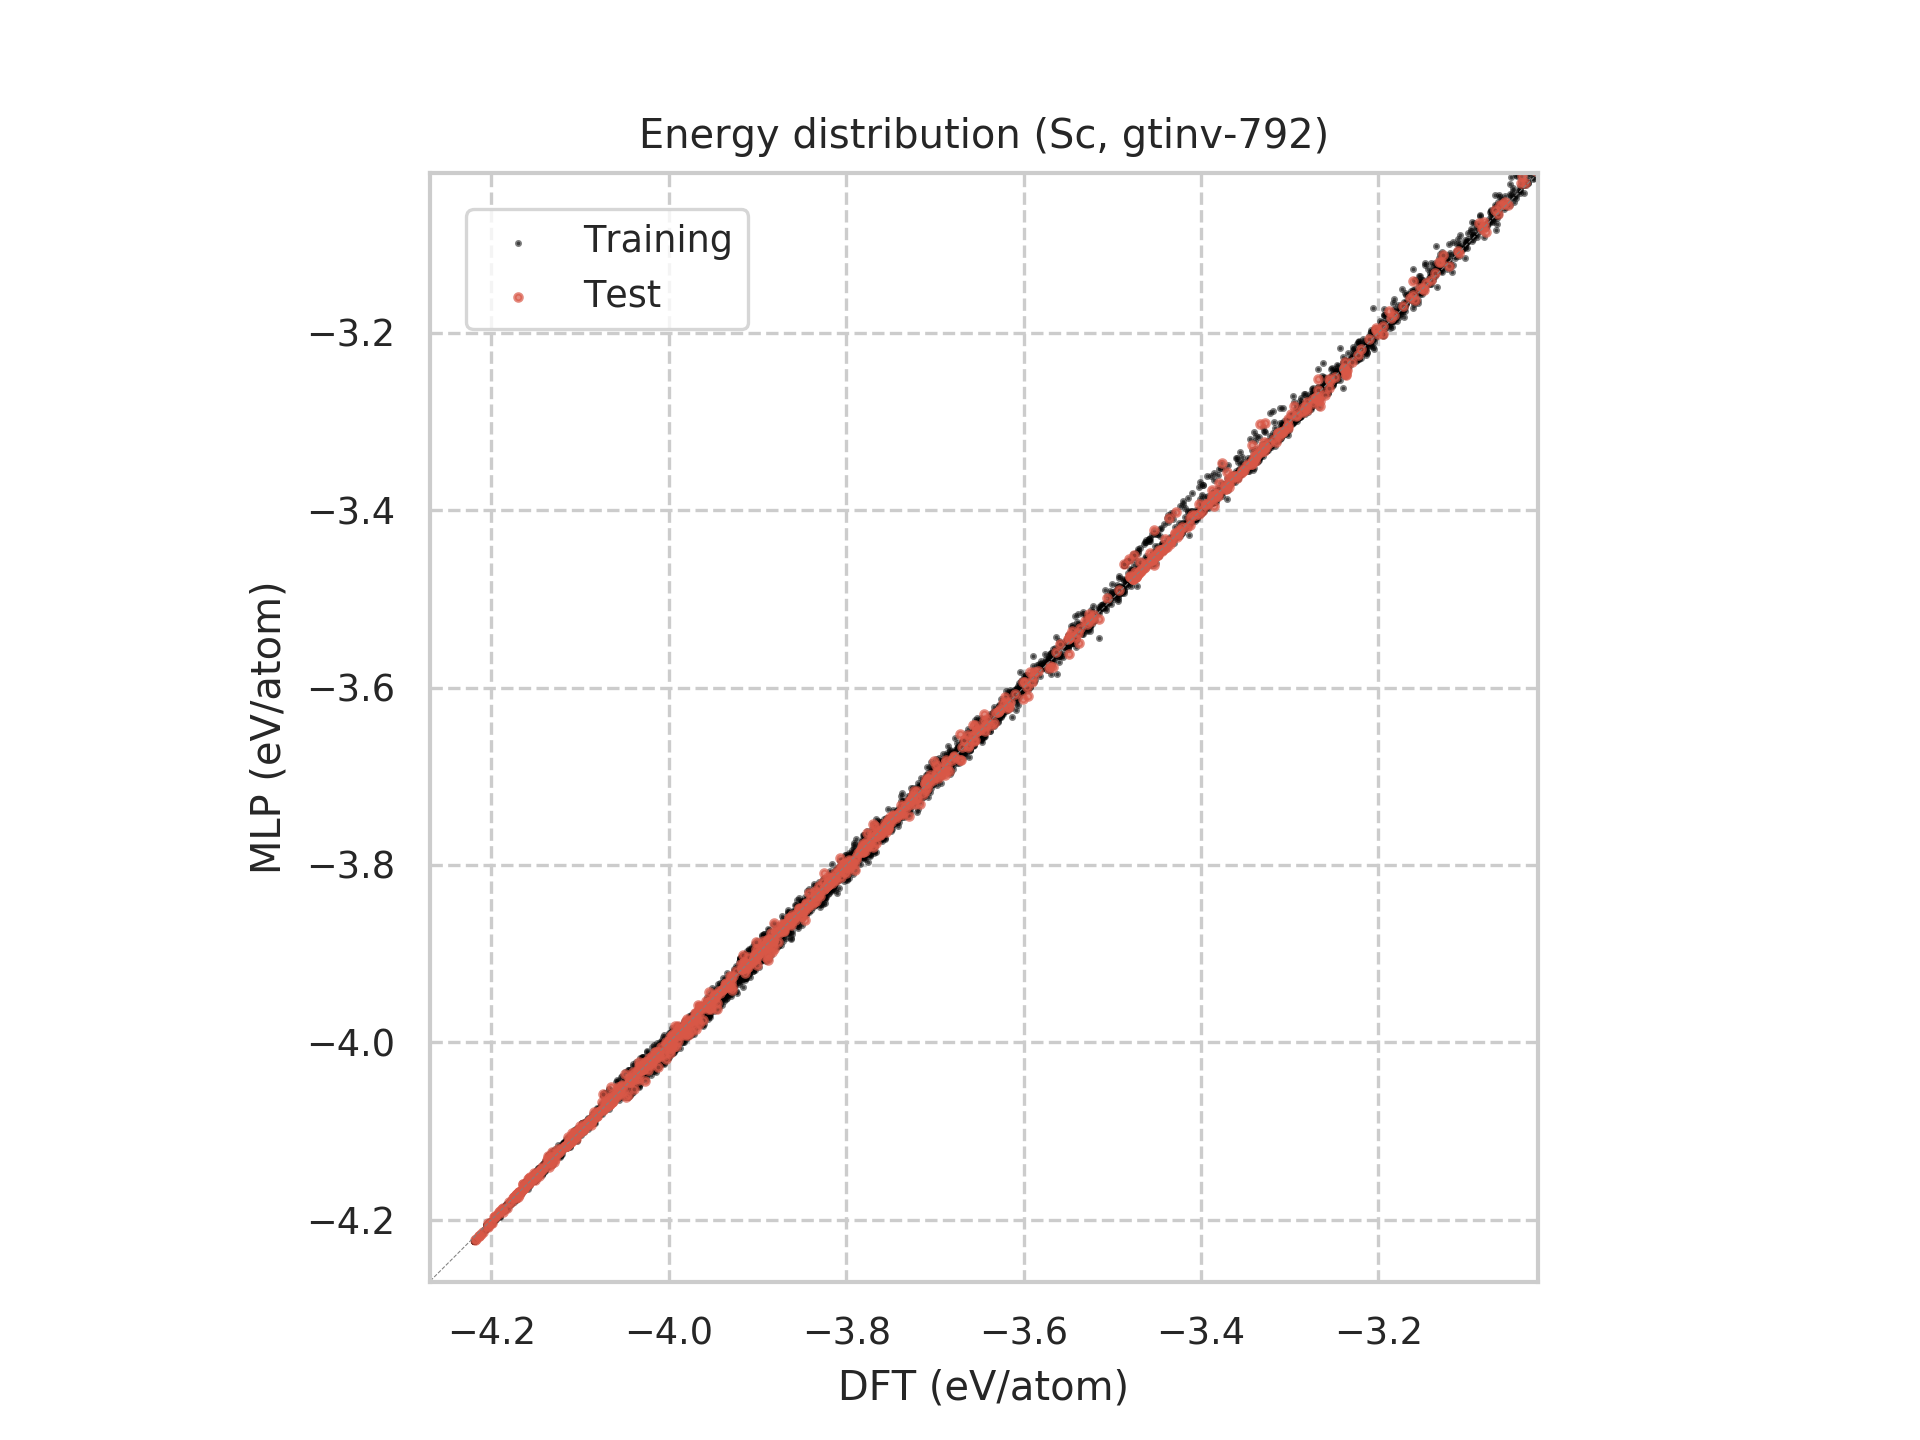 Energy distribution (Sc, gtinv-792)
Training
Test
−3.2
−3.4
−3.6
−3.8
−4.0
−4.2
MLP (eV/atom)
−4.2 −4.0 −3.8 −3.6 −3.4 −3.2
DFT (eV/atom)